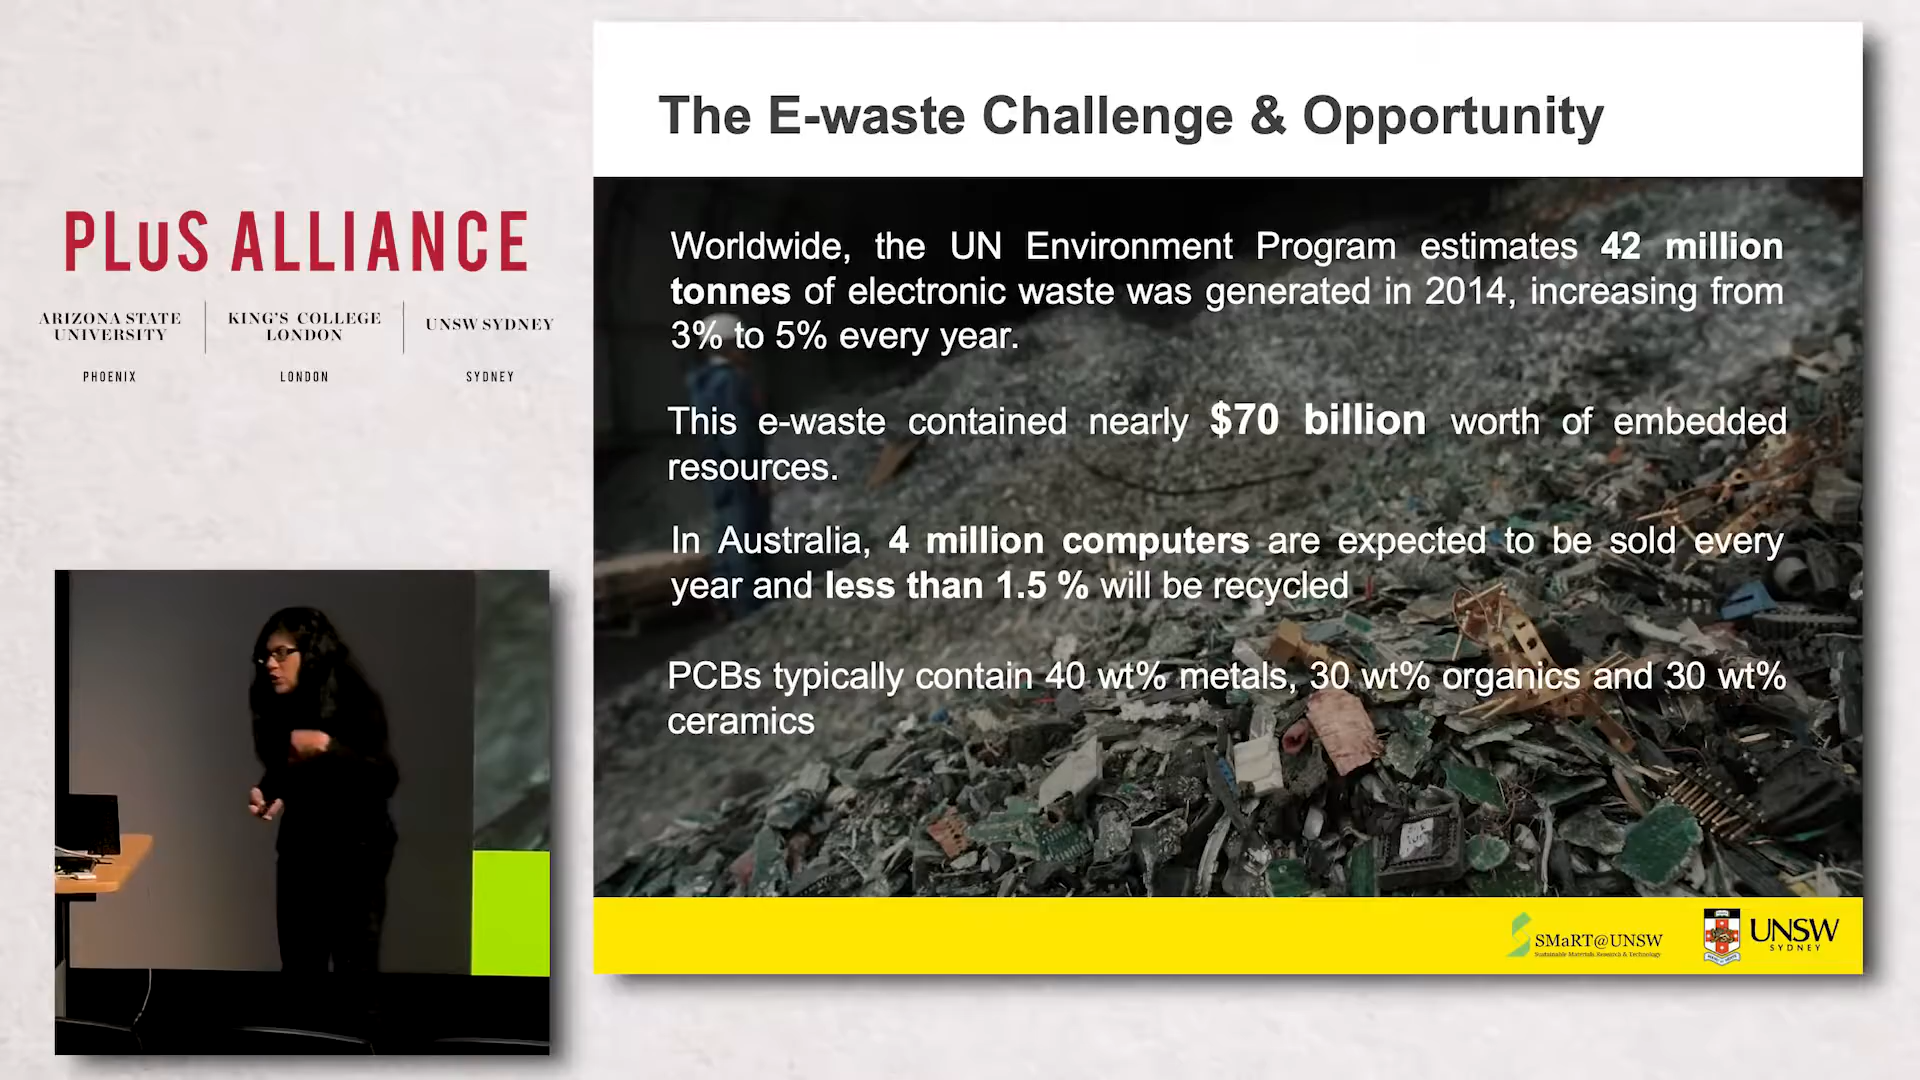 The E-waste Challenge & Opportunity
PLuS ALLIANCE
ARIZONA STATE
UNIVERSITY
PHOENIX
KING'S COLLEGE
LONDON
LONDON
UNSW SYDNEY
SYDNEY
Worldwide, the UN Environment Program estimates 42 million
tonnes of electronic waste was generated in 2014, increasing from
3% to 5% every year.
This e-waste contained nearly $70 billion worth of embedded
resources.
In Australia, 4 million computers are expected to be sold every
year and less than 1.5 % will be recycled
PCBs typically contain 40 wt% metals, 30 wt% organics and 30 wt%
ceramics
SMaRT@UNSW
Sustainable Materials Research & Technology
UNSW
SYDNEY